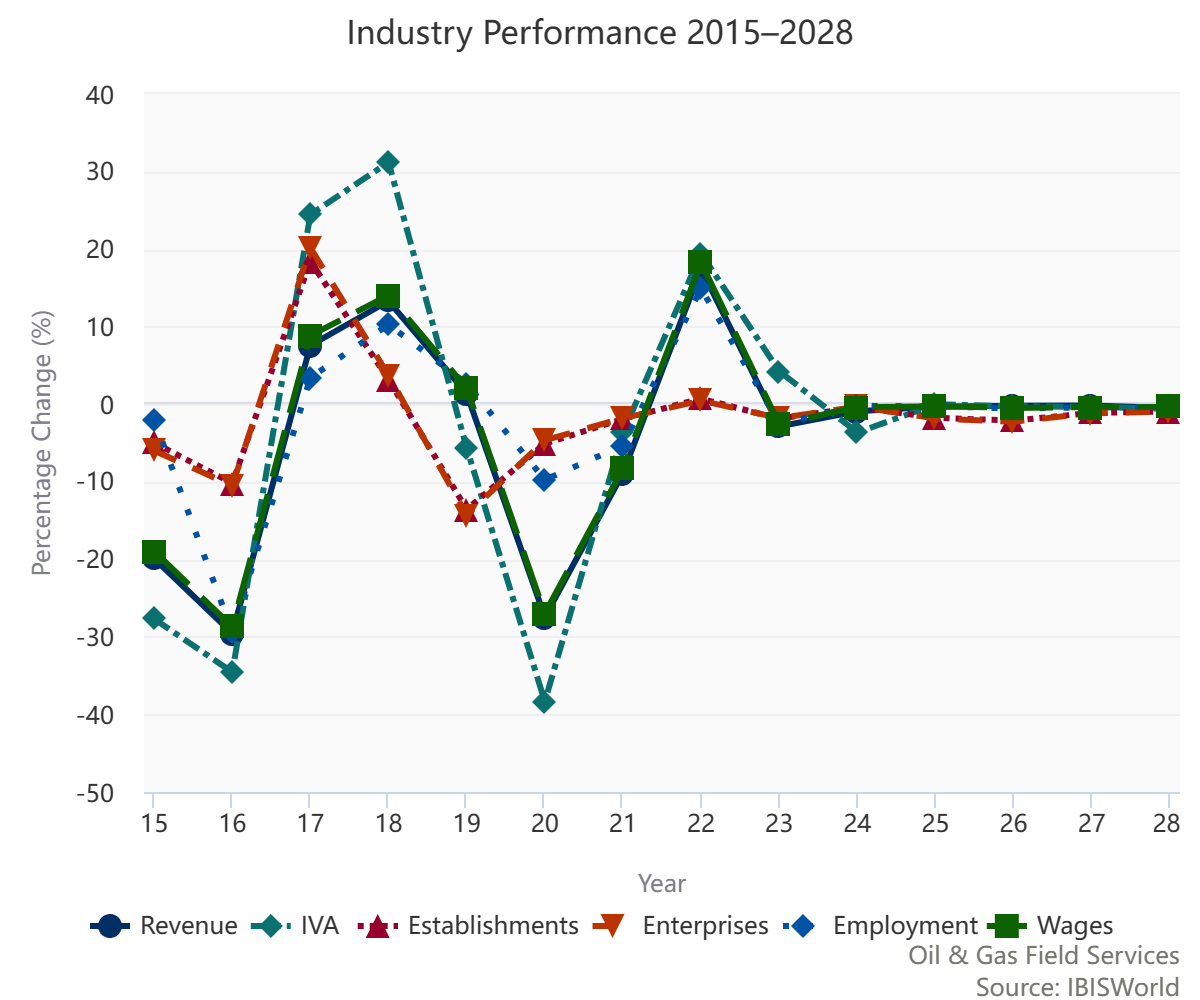 Industry Performance 2015–2028
Percentage Change (%)
40
30
20
10
0
-10
-20
-30
-40
-50
15 16 17 18 19 20 21 22 23 24 25 26 27 28
Year
Revenue IVA Establishments Enterprises Employment Wages
Oil & Gas Field Services
Source: IBISWorld